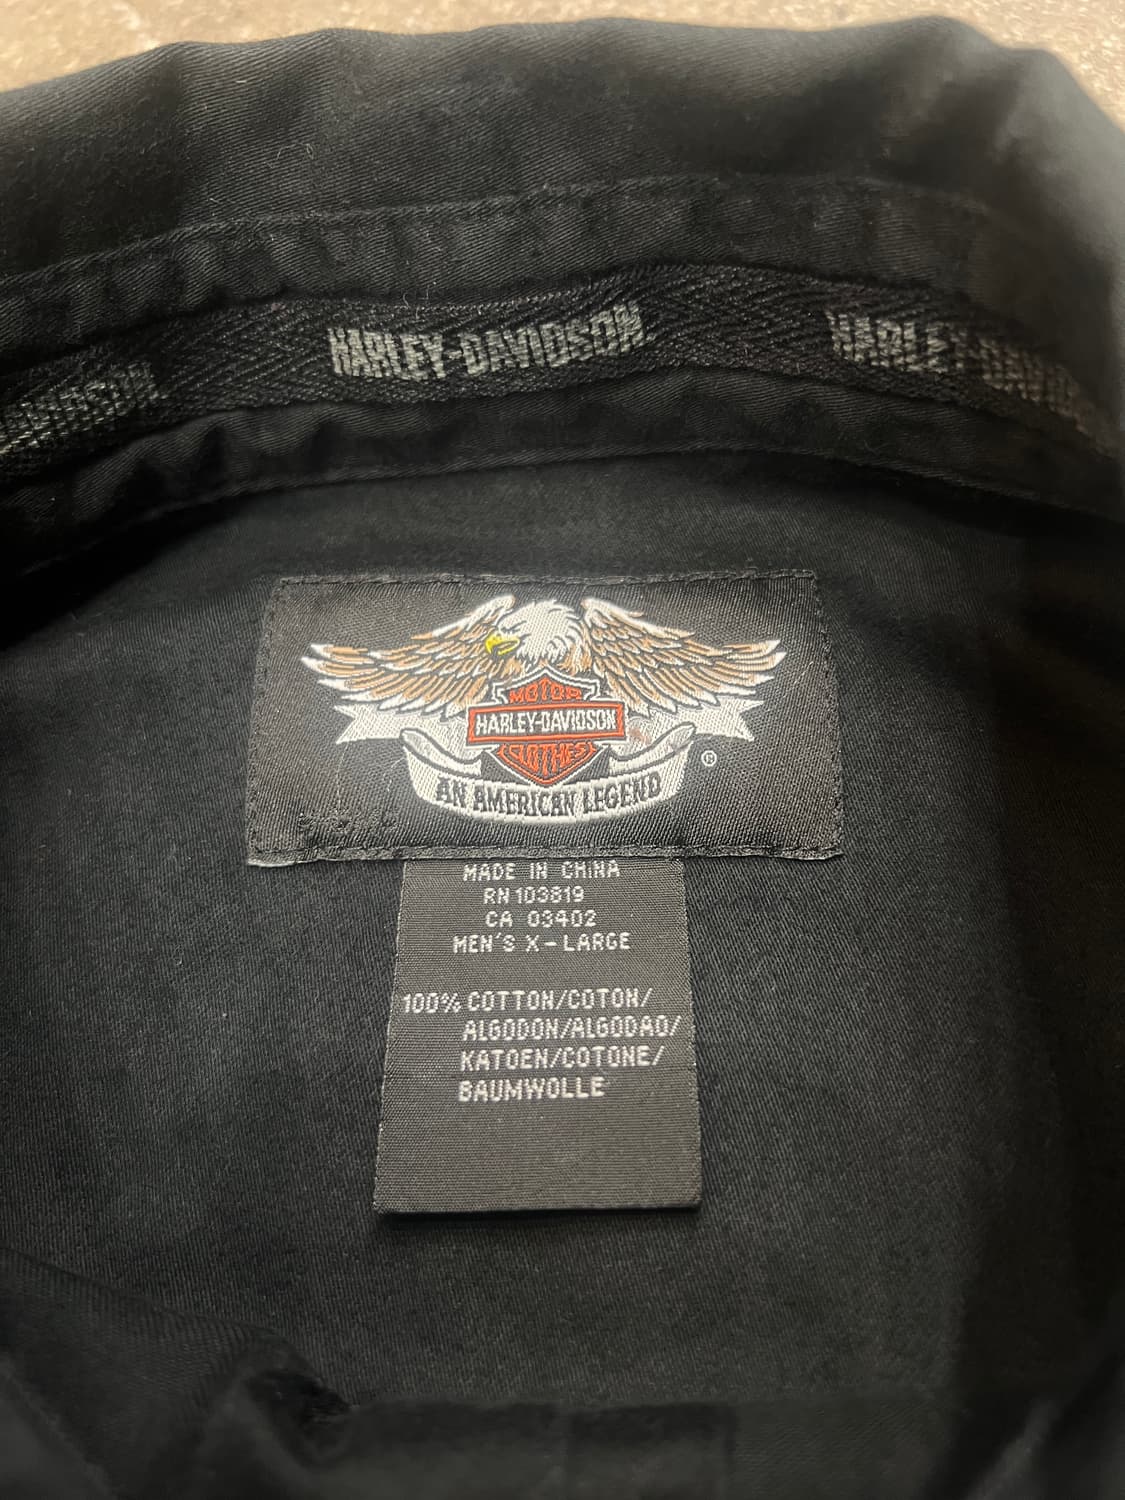 HARLEY-DAVIDSON
HARLEY-DAVIDSON
MOTOR
HARLEY-DAVIDSON
CLOTHES
®
AN AMERICAN LEGEND
MADE IN CHINA
RN 103819
CA 03402
MEN'S X-LARGE
100% COTTON/COTON/
ALGODON/ALGODAO/
KATOEN/COTONE/
BAUMWOLLE